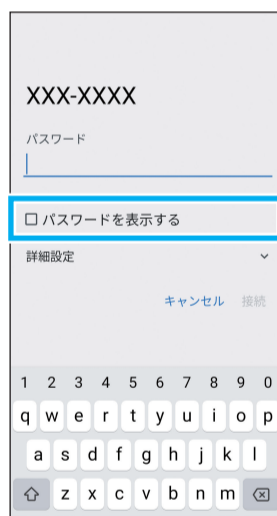 XXX-XXXX
パスワード
パスワードを表示する
詳細設定
キャンセル 接続
1 2 3 4 5 6 7 8 9 0
q w e r t y u i o p
a s d f g h j k l
z x c v b n m